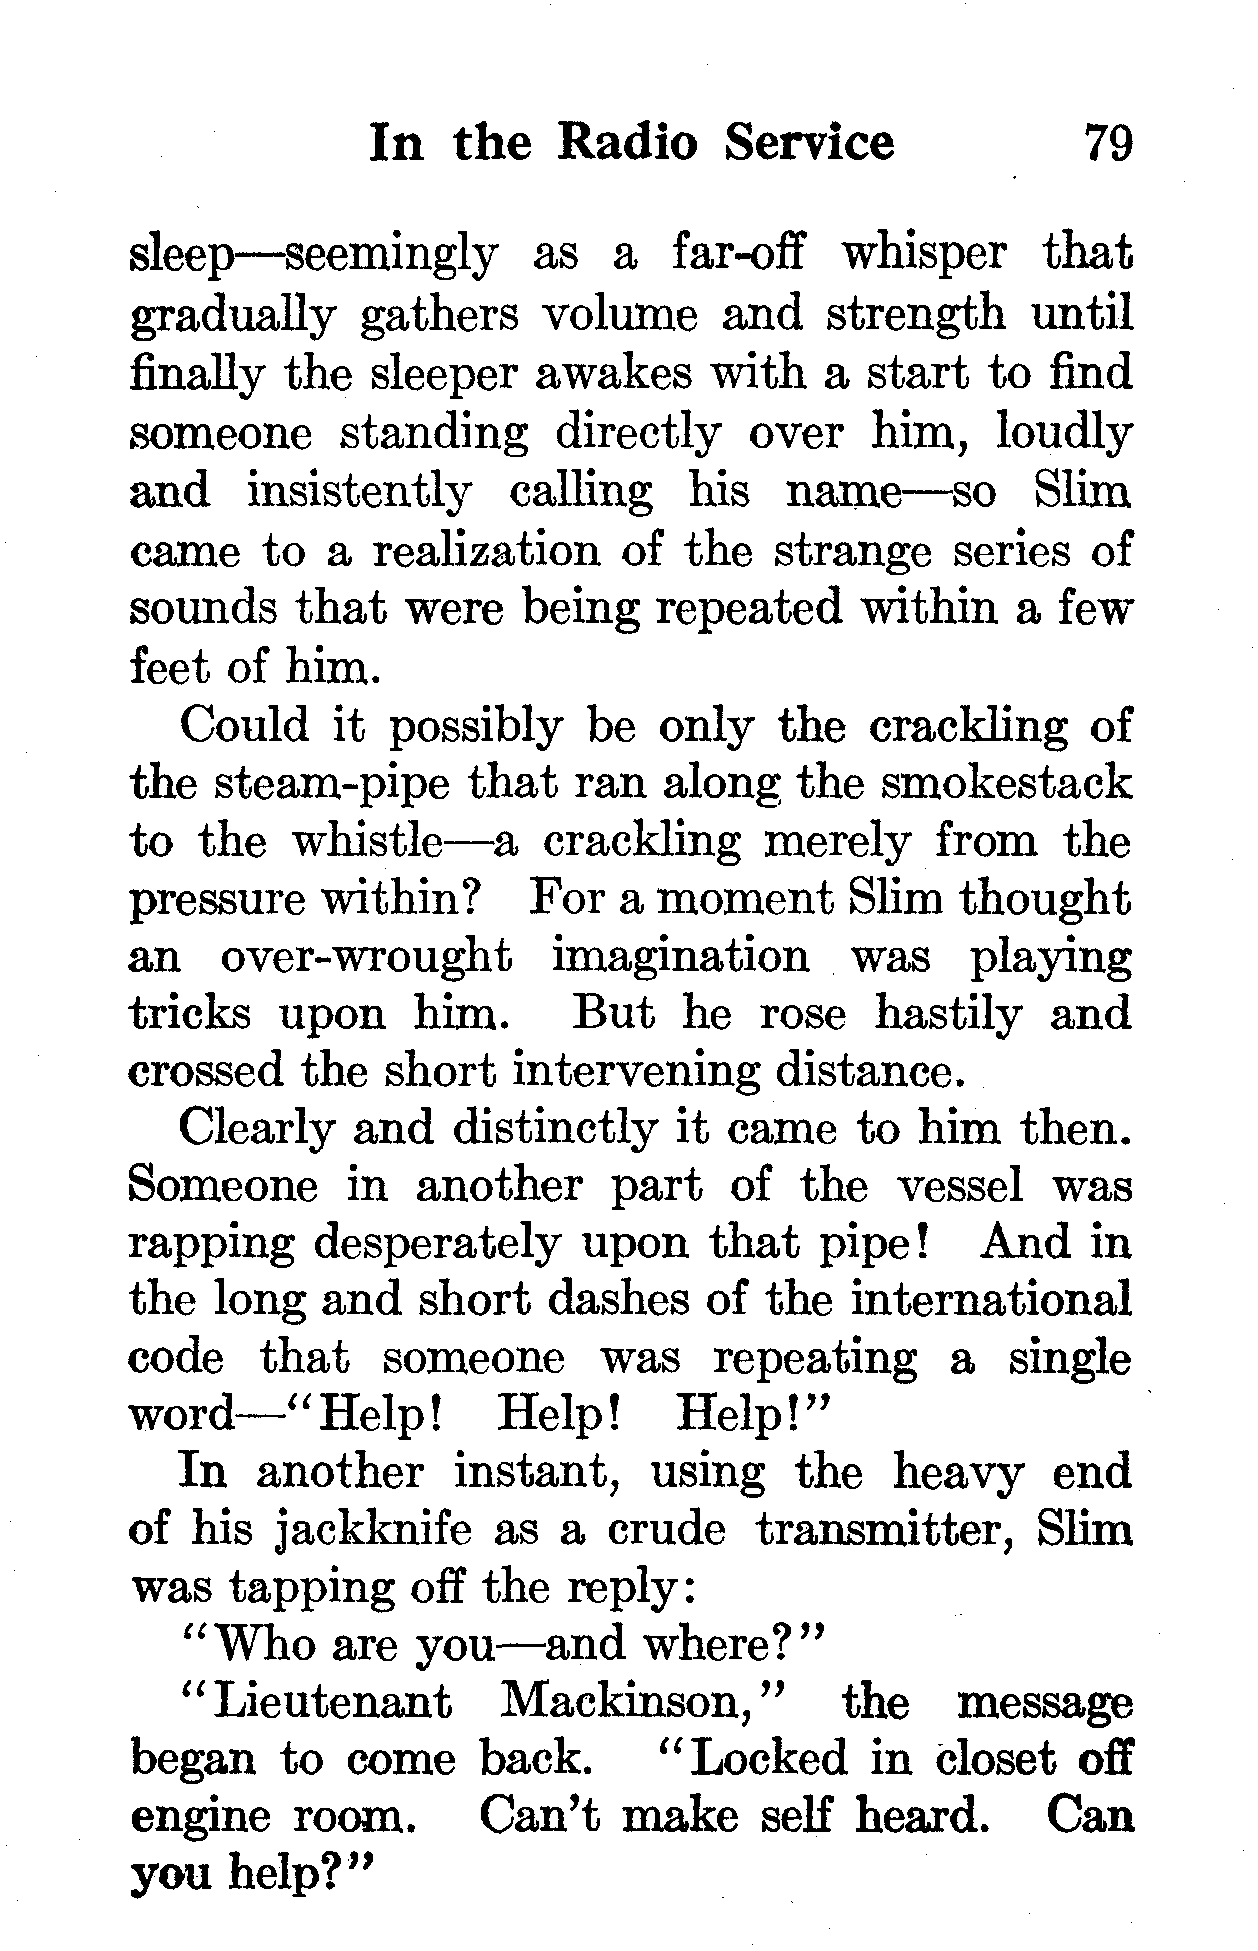 In the Radio Service 79
sleep—seemingly as a far-off whisper that
gradually gathers volume and strength until
finally the sleeper awakes with a start to find
someone standing directly over him, loudly
and insistently calling his name—so Slim
came to a realization of the strange series of
sounds that were being repeated within a few
feet of him.
Could it possibly be only the crackling of
the steam-pipe that ran along the smokestack
to the whistle—a crackling merely from the
pressure within? For a moment Slim thought
an over-wrought imagination was playing
tricks upon him. But he rose hastily and
crossed the short intervening distance.
Clearly and distinctly it came to him then.
Someone in another part of the vessel was
rapping desperately upon that pipe! And in
the long and short dashes of the international
code that someone was repeating a single
word—“Help! Help! Help!”
In another instant, using the heavy end
of his jackknife as a crude transmitter, Slim
was tapping off the reply:
“Who are you—and where?”
“Lieutenant Mackinson,” the message
began to come back. “Locked in closet off
engine room. Can’t make self heard. Can
you help?”